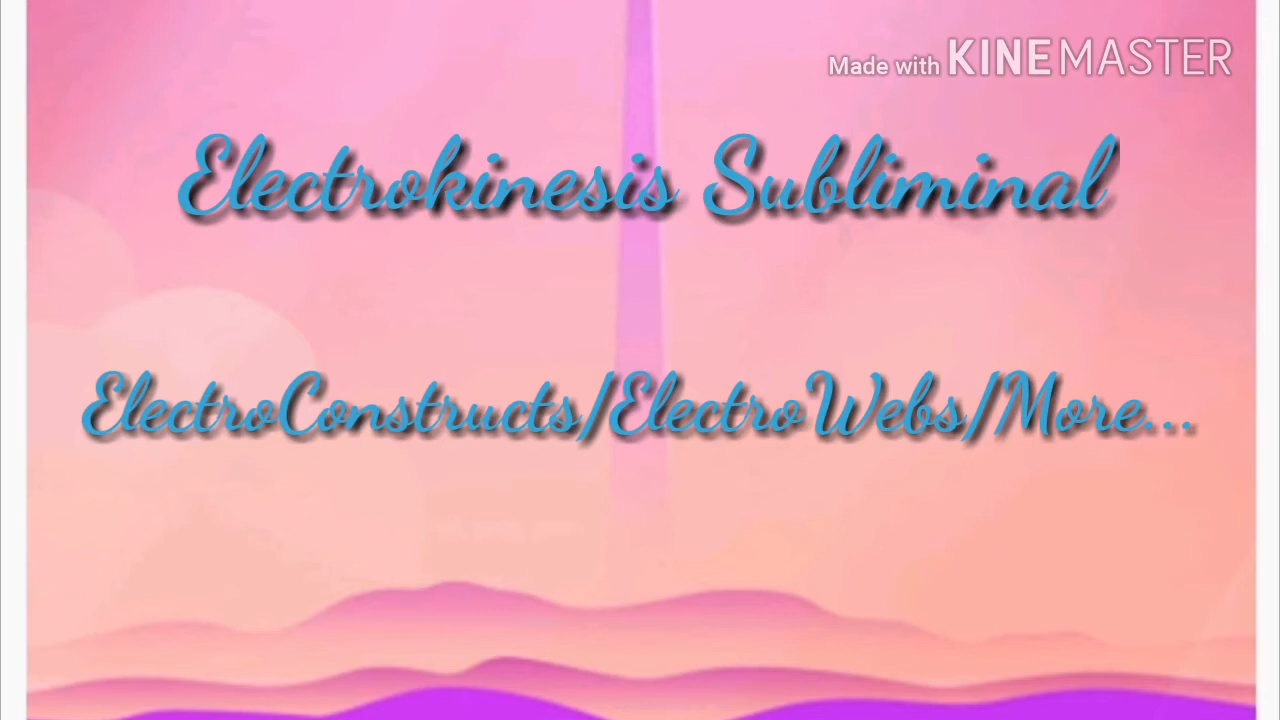 Made with KINEMASTER
Electrokinesis Subliminal
ElectroConstructs/ElectroWebs/More...